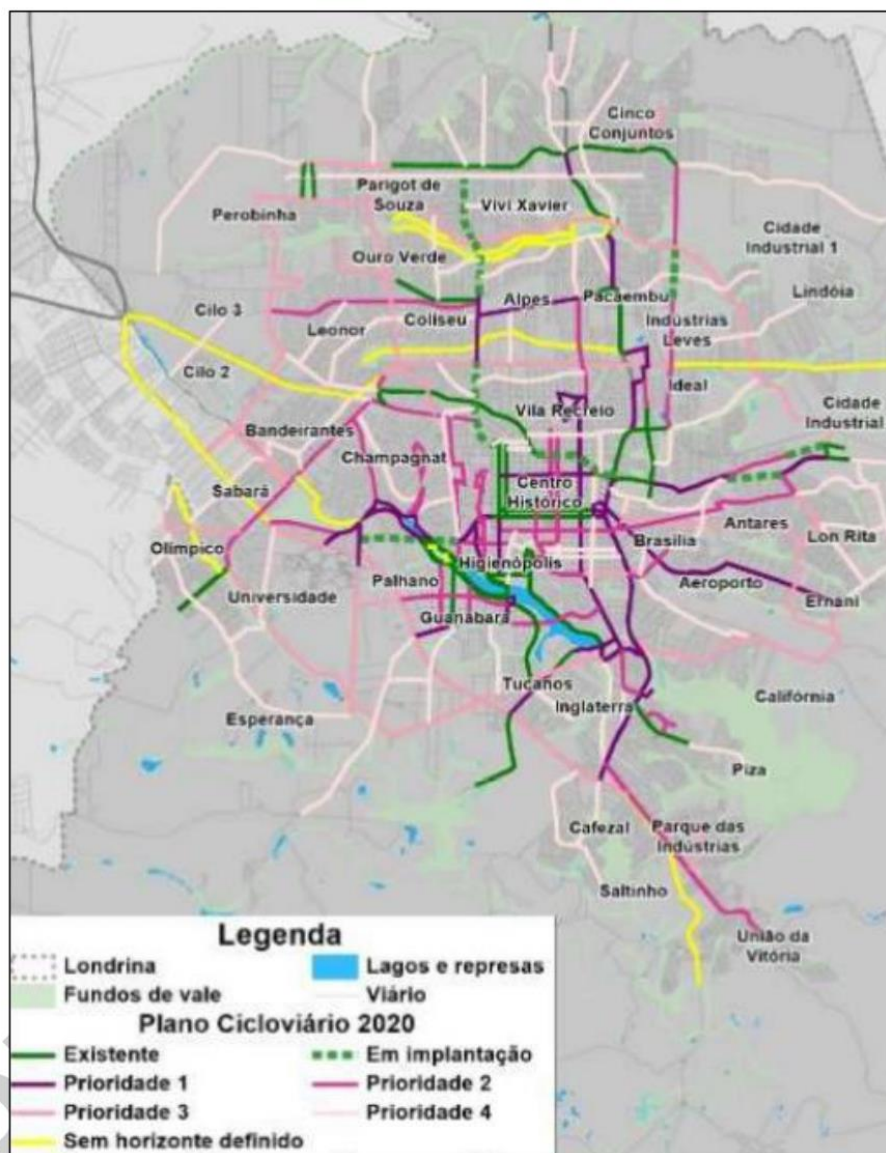 Cinco
Conjuntos
Parigot de
Souza
Vivi Xavier
Perobinha
Cidade
Industrial 1
Ouro Verde
Cilo 3
Alpes
Pacaembu
Lindóia
Leonor
Coliseu
Indústrias
Leves
Cilo 2
Ideal
Vila Recreio
Cidade
Industrial
Bandeirantes
Champagnat
Sabará
Centro
Histórico
Antares
Brasília
Lon Rita
Olímpico
Higienópolis
Palhano
Aeroporto
Universidade
Guanabara
Ernani
Tucanos
Califórnia
Inglaterra
Esperança
Piza
Cafezal
Parque das
Indústrias
Saltinho
União da
Vitória
Legenda
Londrina Lagos e represas
Fundos de vale Viário
Plano Cicloviário 2020
Existente Em implantação
Prioridade 1 Prioridade 2
Prioridade 3 Prioridade 4
Sem horizonte definido